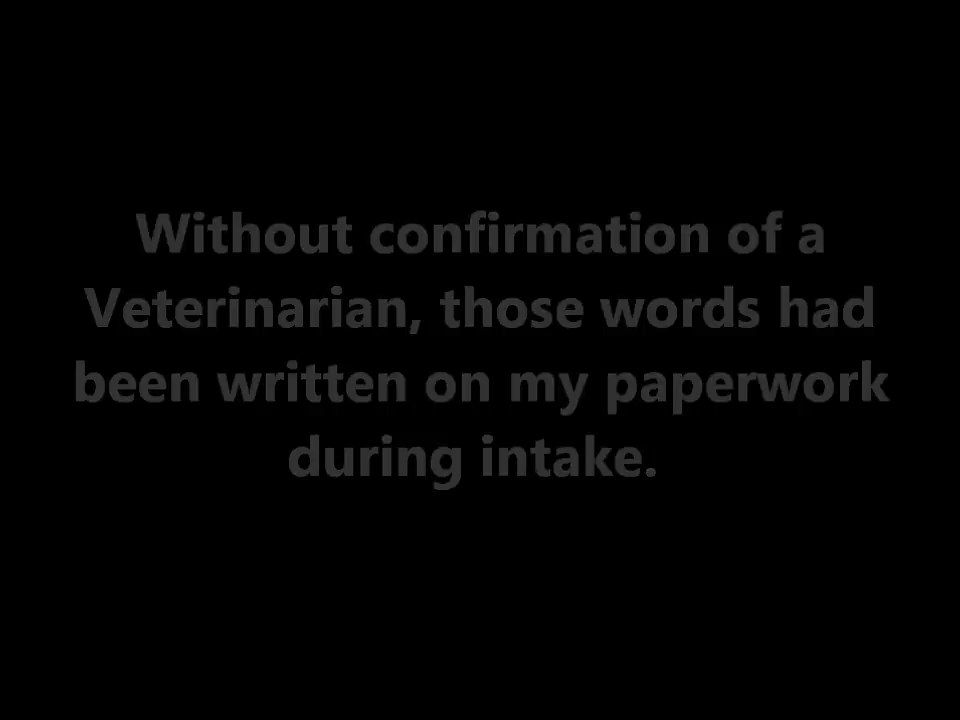 Without confirmation of a
Veterinarian, those words had
been written on my paperwork
during intake.